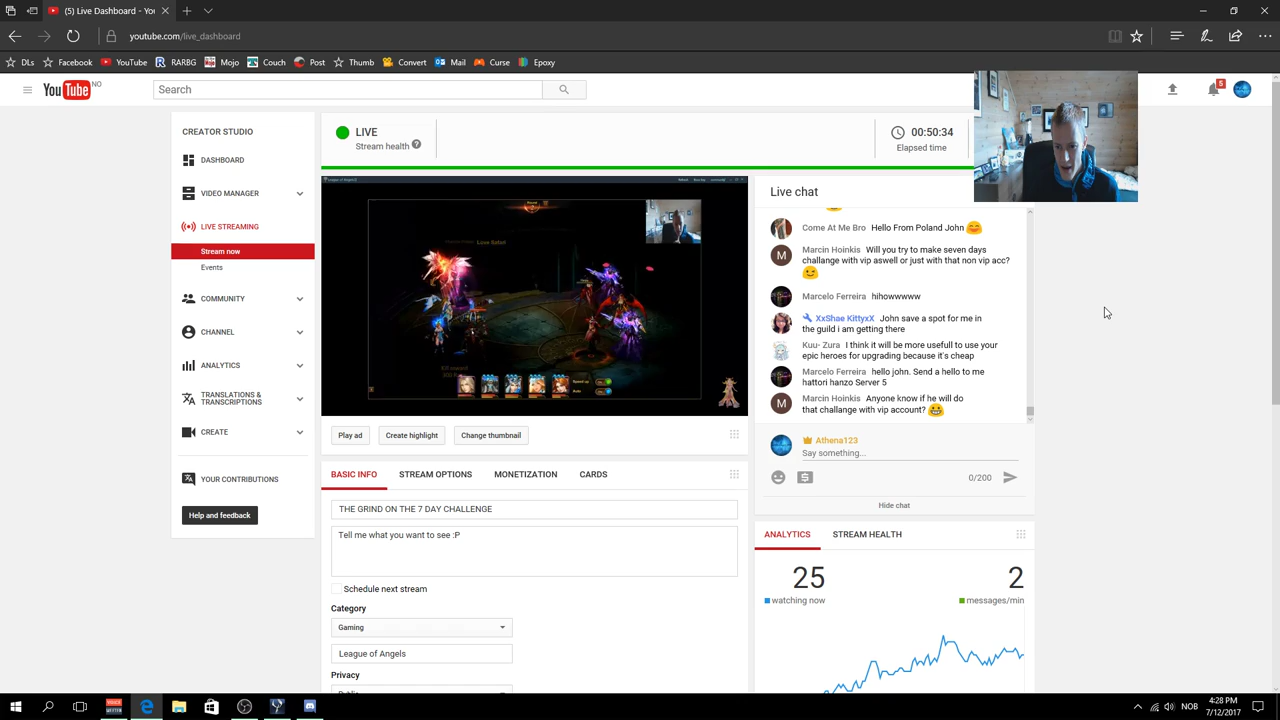 (5) Live Dashboard - Yo
youtube.com/live_dashboard
DLs
Facebook
YouTube
RARBG
Mojo
Couch
Post
Thumb
Convert
Mail
Curse
Epoxy
YouTube NO
Search
5
CREATOR STUDIO
DASHBOARD
VIDEO MANAGER
LIVE STREAMING
Stream now
Events
COMMUNITY
CHANNEL
ANALYTICS
TRANSLATIONS &
TRANSCRIPTIONS
CREATE
YOUR CONTRIBUTIONS
Help and feedback
LIVE
Stream health
00:50:34
Elapsed time
Play ad
Create highlight
Change thumbnail
BASIC INFO
STREAM OPTIONS
MONETIZATION
CARDS
THE GRIND ON THE 7 DAY CHALLENGE
Tell me what you want to see :P
Schedule next stream
Category
Gaming
League of Angels
Privacy
Live chat
Come At Me Bro Hello From Poland John
Marcin Hoinkis Will you try to make seven days
challange with vip aswell or just with that non vip acc?
Marcelo Ferreira hihowwwww
XxShae KittyxX John save a spot for me in
the guild i am getting there
Kuu- Zura I think it will be more usefull to use your
epic heroes for upgrading because it's cheap
Marcelo Ferreira hello john. Send a hello to me
hattori hanzo Server 5
Marcin Hoinkis Anyone know if he will do
that challange with vip account?
Athena123
Say something...
0/200
Hide chat
ANALYTICS
STREAM HEALTH
25
watching now
2
messages/min
NOB
4:28 PM
7/12/2017